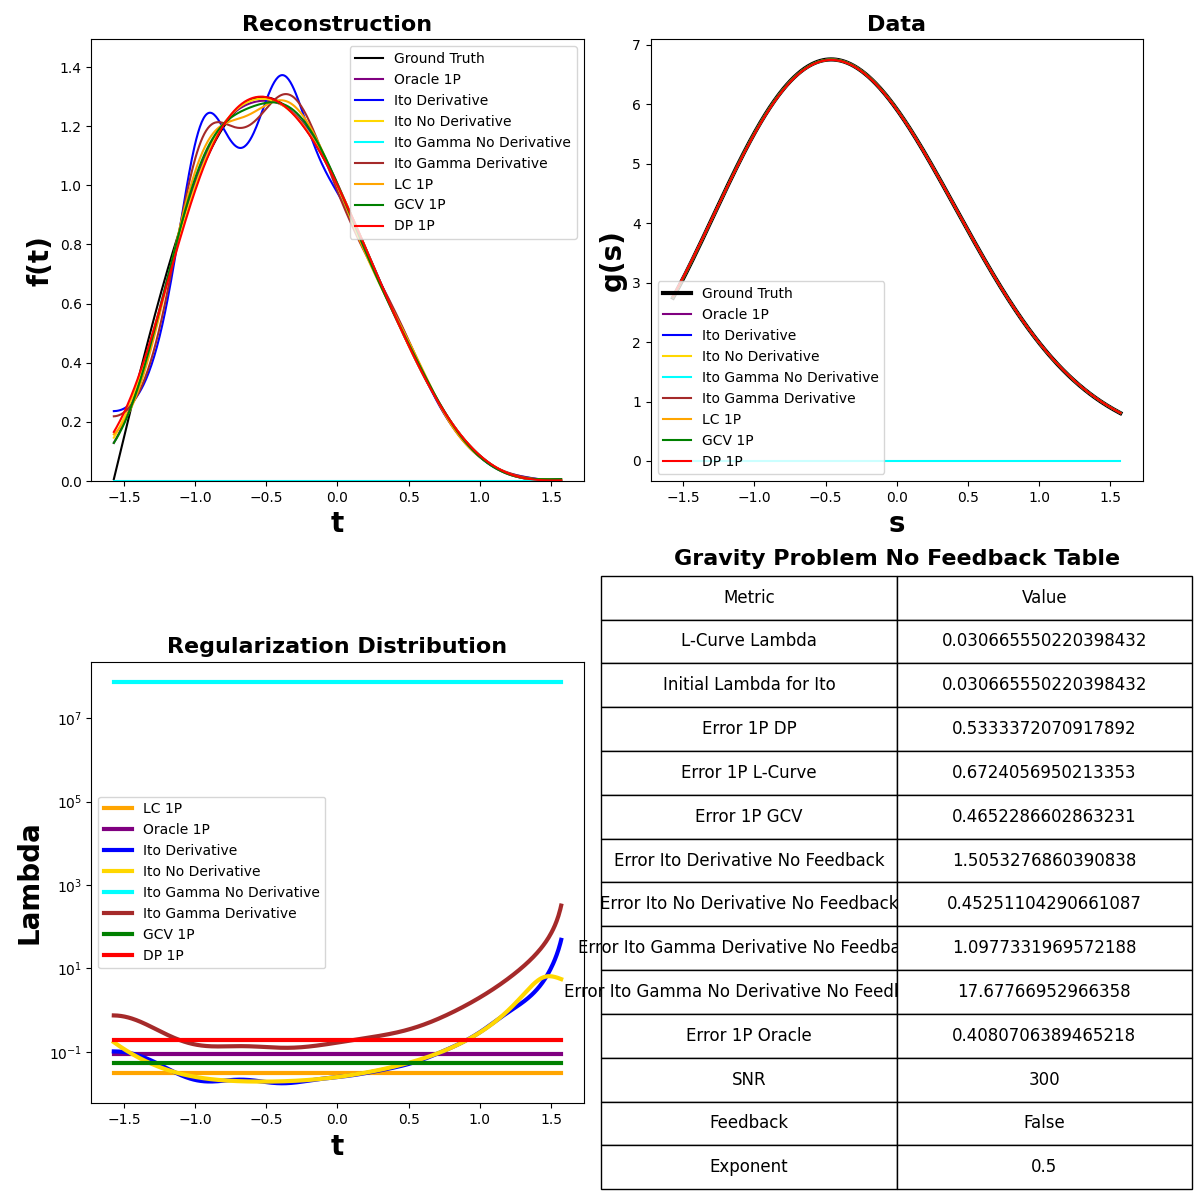 Reconstruction
f(t)
1.4
1.2
1.0
0.8
0.6
0.4
0.2
0.0
Ground Truth
Oracle 1P
Ito Derivative
Ito No Derivative
Ito Gamma No Derivative
Ito Gamma Derivative
LC 1P
GCV 1P
DP 1P
−1.5 −1.0 −0.5 0.0 0.5 1.0 1.5
t
Data
g(s)
7
6
5
4
3
2
1
0
Ground Truth
Oracle 1P
Ito Derivative
Ito No Derivative
Ito Gamma No Derivative
Ito Gamma Derivative
LC 1P
GCV 1P
DP 1P
−1.5 −1.0 −0.5 0.0 0.5 1.0 1.5
s
Regularization Distribution
Lambda
10^7
10^5
10^3
10^1
10^−1
LC 1P
Oracle 1P
Ito Derivative
Ito No Derivative
Ito Gamma No Derivative
Ito Gamma Derivative
GCV 1P
DP 1P
−1.5 −1.0 −0.5 0.0 0.5 1.0 1.5
t
Gravity Problem No Feedback Table
Metric Value
L-Curve Lambda 0.030665550220398432
Initial Lambda for Ito 0.030665550220398432
Error 1P DP 0.5333372070917892
Error 1P L-Curve 0.6724056950213353
Error 1P GCV 0.4652286602863231
Error Ito Derivative No Feedback 1.5053276860390838
Error Ito No Derivative No Feedback 0.45251104290661087
Error Ito Gamma Derivative No Feedba 1.0977331969572188
Error Ito Gamma No Derivative No Feed 17.67766952966358
Error 1P Oracle 0.4080706389465218
SNR 300
Feedback False
Exponent 0.5